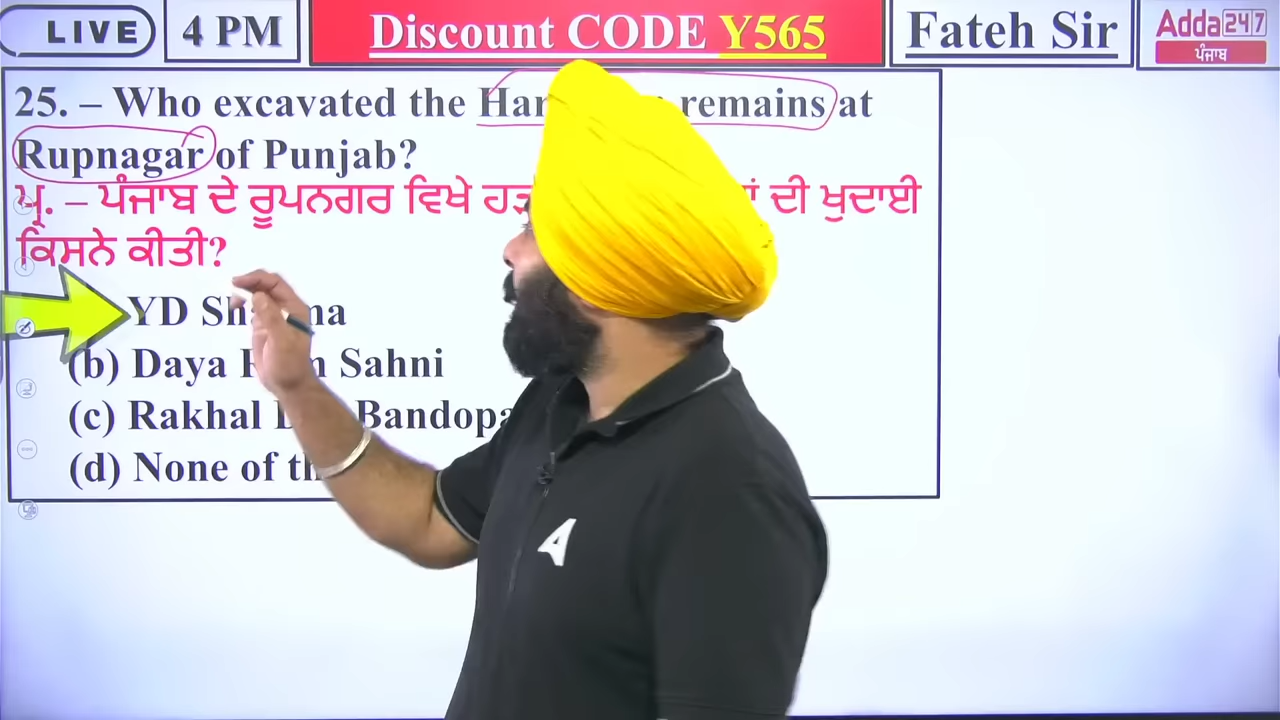 LIVE
4 PM
Discount CODE Y565
Fateh Sir
Adda247
ਪੰਜਾਬ
25. – Who excavated the remains at
Rupnagar of Punjab?
ਪ੍ਰ. – ਪੰਜਾਬ ਦੇ ਰੂਪਨਗਰ ਵਿਖੇ ਦੀ ਖੁਦਾਈ
ਕਿਸਨੇ ਕੀਤੀ?
YD
(b) Daya Sahni
(c) Rakhal
(d) None of